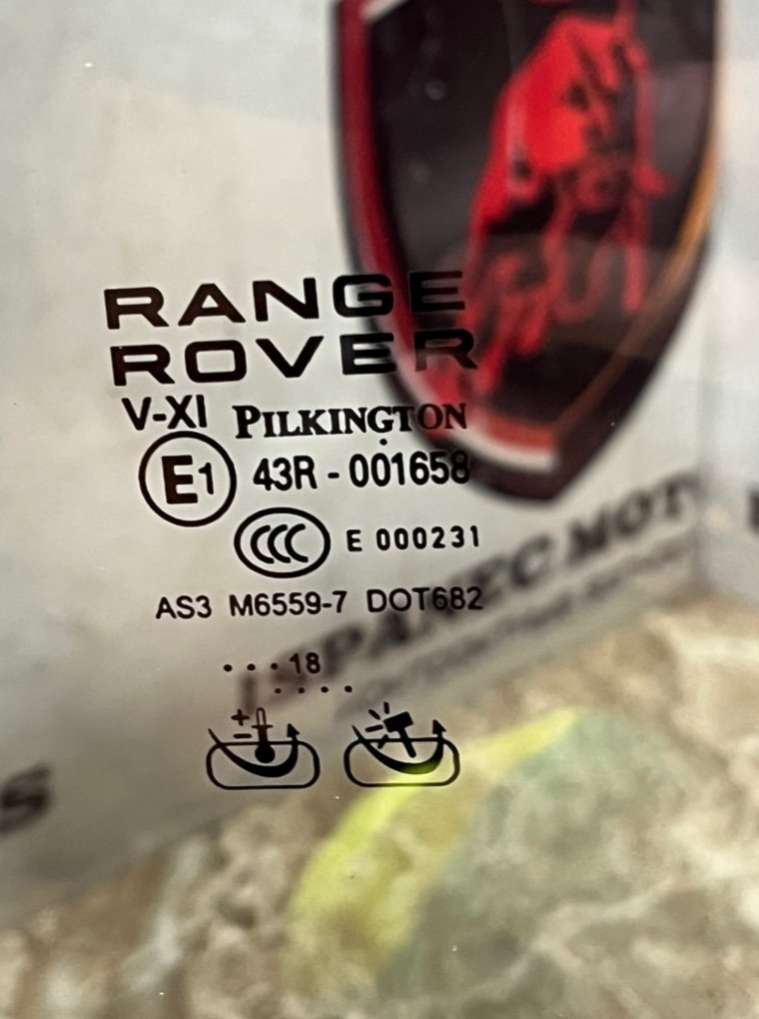 RANGE
ROVER
V-XI PILKINGTON
E1 43R - 001658
CCC E 000231
AS3 M6559-7 DOT682
. . . 18
. . . .